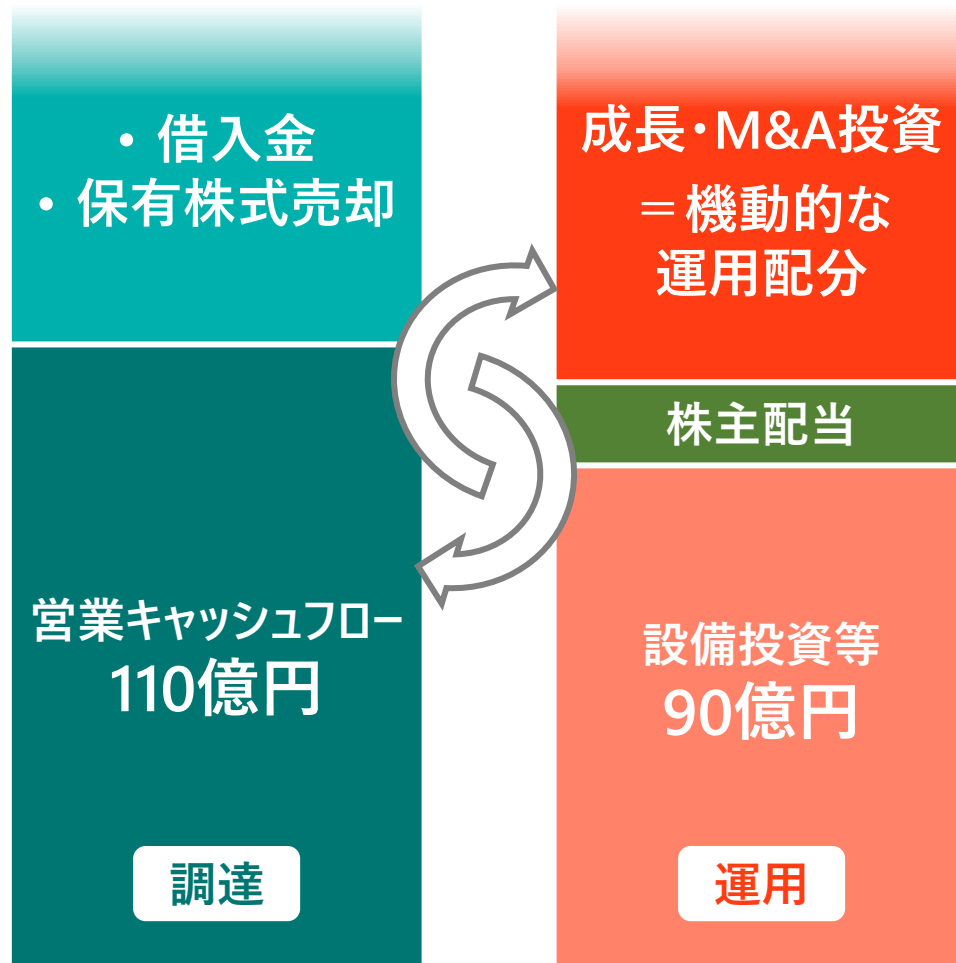 ・借入金
・保有株式売却
営業キャッシュフロー
110億円
調達
成長・M&A投資
＝機動的な
運用配分
株主配当
設備投資等
90億円
運用